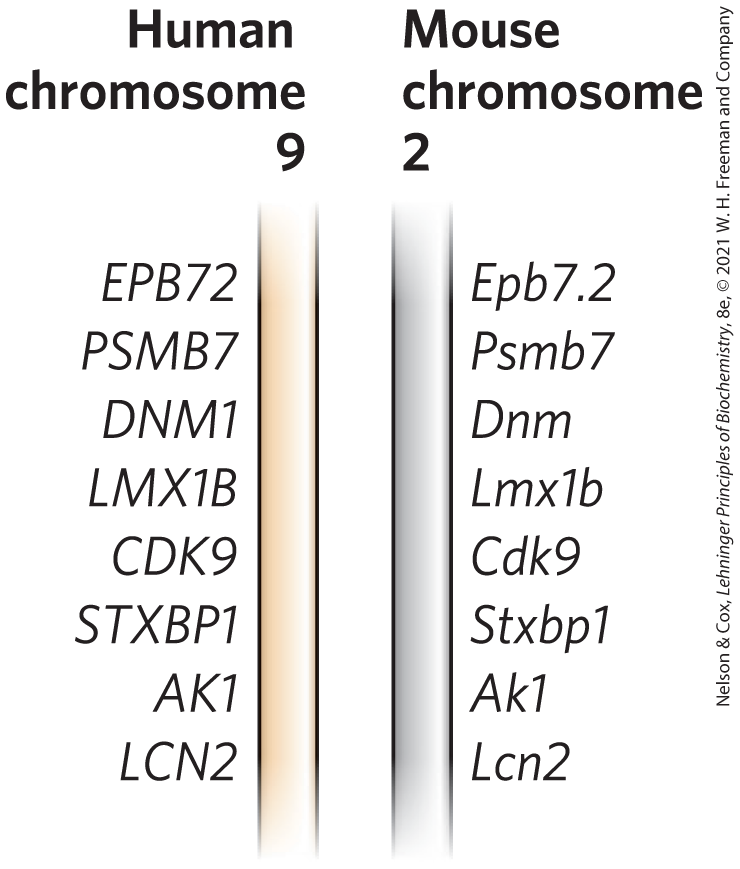 Human
chromosome
9
Mouse
chromosome
2
EPB72
PSMB7
DNM1
LMX1B
CDK9
STXBP1
AK1
LCN2
Epb7.2
Psmb7
Dnm
Lmx1b
Cdk9
Stxbp1
Ak1
Lcn2
Nelson & Cox, Lehninger Principles of Biochemistry, 8e, © 2021 W. H. Freeman and Company